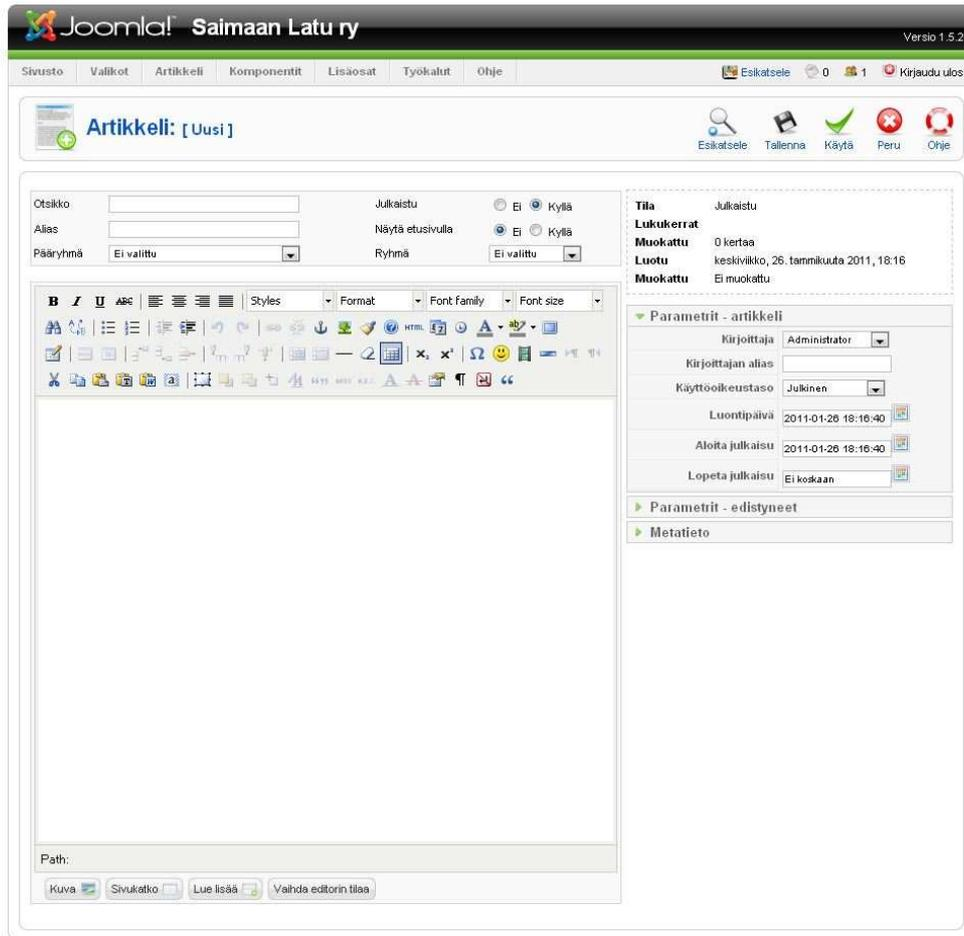 Joomla! Saimaan Latu ry
Versio 1.5.2
Sivusto Valikot Artikkeli Komponentit Lisäosat Työkalut Ohje Esikatsele 0 1 Kirjaudu ulos
Artikkeli: [ Uusi ]
Esikatsele Tallenna Käytä Peru Ohje
Otsikko Julkaistu Ei Kyllä
Alias Näytä etusivulla Ei Kyllä
Pääryhmä Ei valittu Ryhmä Ei valittu
B I U ABC Styles Format Font family Font size
HTML
Path:
Kuva Sivukatko Lue lisää Vaihda editorin tilaa
Tila Julkaistu
Lukukerrat
Muokattu 0 kertaa
Luotu keskiviikko, 26. tammikuuta 2011, 18:16
Muokattu Ei muokattu
Parametrit - artikkeli
Kirjoittaja Administrator
Kirjoittajan alias
Käyttöoikeustaso Julkinen
Luontipäivä 2011-01-26 18:16:40
Aloita julkaisu 2011-01-26 18:16:40
Lopeta julkaisu Ei koskaan
Parametrit - edistyneet
Metatieto